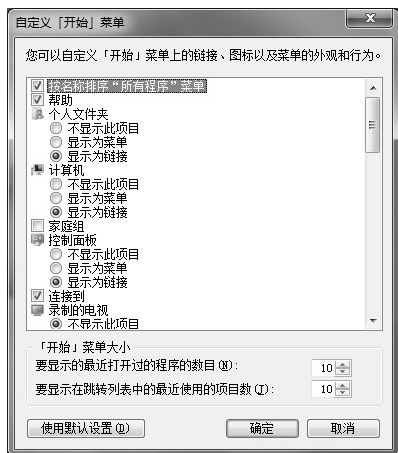 自定义「开始」菜单
您可以自定义「开始」菜单上的链接、图标以及菜单的外观和行为。
按名称排序“所有程序”菜单
帮助
个人文件夹
不显示此项目
显示为菜单
显示为链接
计算机
不显示此项目
显示为菜单
显示为链接
家庭组
控制面板
不显示此项目
显示为菜单
显示为链接
连接到
录制的电视
不显示此项目
「开始」菜单大小
要显示的最近打开过的程序的数目(N): 10
要显示在跳转列表中的最近使用的项目数(J): 10
使用默认设置(D) 确定 取消